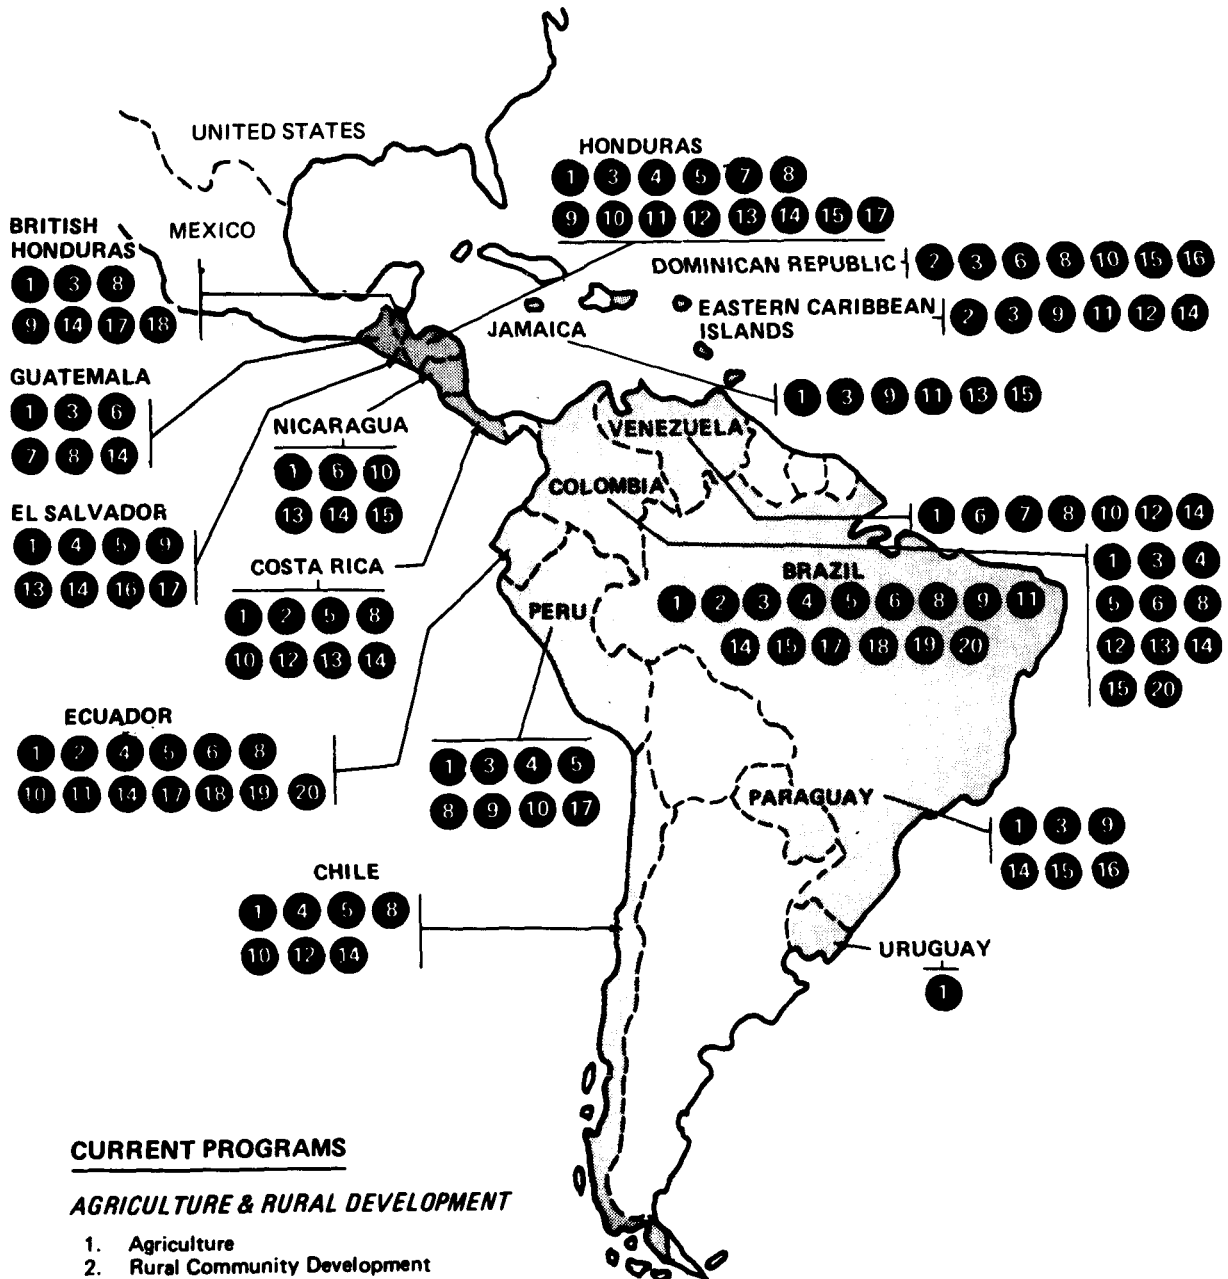 UNITED STATES
HONDURAS
1 3 4 5 7 8
9 10 11 12 13 14 15 17
BRITISH
HONDURAS
1 3 8
9 14 17 18
MEXICO
DOMINICAN REPUBLIC
2 3 6 8 10 15 16
EASTERN CARIBBEAN
ISLANDS
2 3 9 11 12 14
JAMAICA
1 3 9 11 13 15
GUATEMALA
1 3 6
7 8 14
NICARAGUA
1 6 10
13 14 15
VENEZUELA
1 6 7 8 10 12 14
COLOMBIA
1 3 4
5 6 8
12 13 14
15 20
EL SALVADOR
1 4 5 9
13 14 16 17
COSTA RICA
1 2 5 8
10 12 13 14
BRAZIL
1 2 3 4 5 6 8 9 11
14 15 17 18 19 20
PERU
1 3 4 5
8 9 10 17
ECUADOR
1 2 4 5 6 8
10 11 14 17 18 19 20
PARAGUAY
1 3 9
14 15 16
CHILE
1 4 5 8
10 12 14
URUGUAY
1
CURRENT PROGRAMS
AGRICULTURE & RURAL DEVELOPMENT
1. Agriculture
2. Rural Community Development